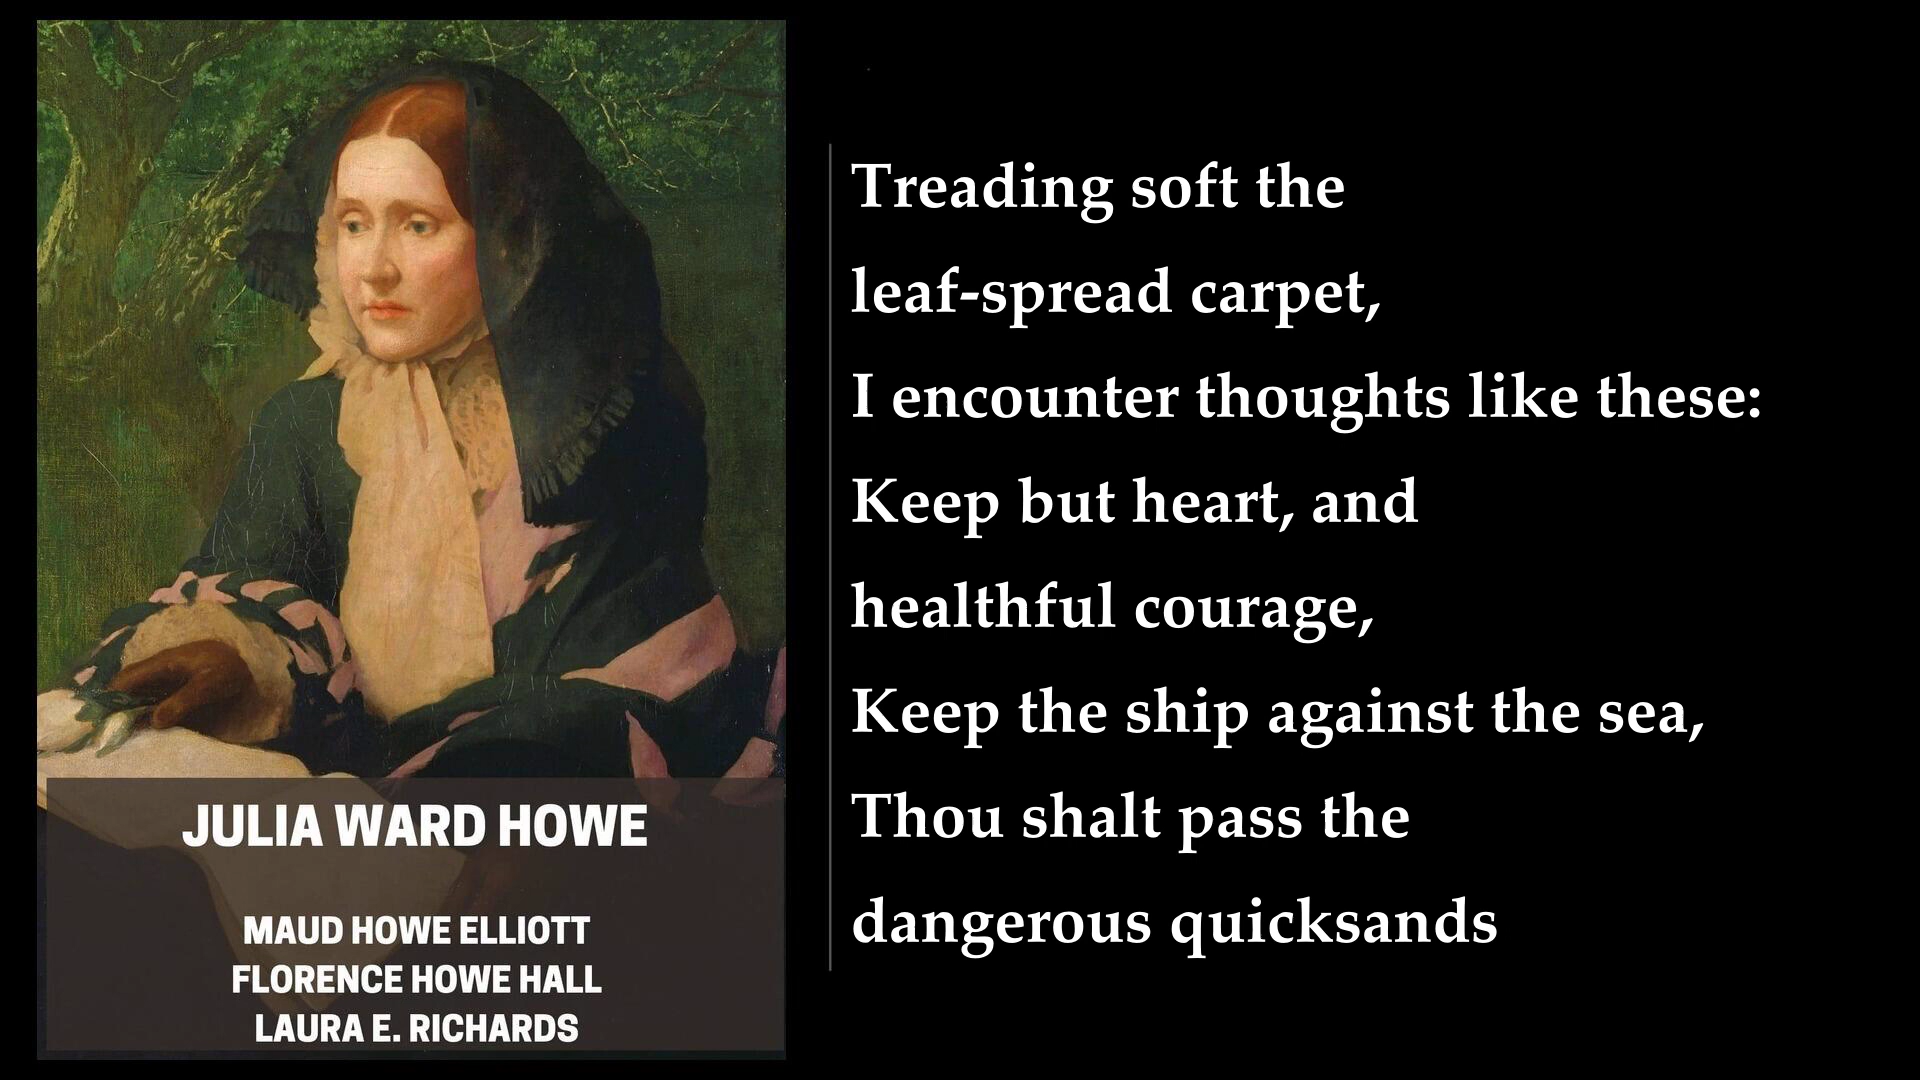 JULIA WARD HOWE
MAUD HOWE ELLIOTT
FLORENCE HOWE HALL
LAURA E. RICHARDS
Treading soft the
leaf-spread carpet,
I encounter thoughts like these:
Keep but heart, and
healthful courage,
Keep the ship against the sea,
Thou shalt pass the
dangerous quicksands